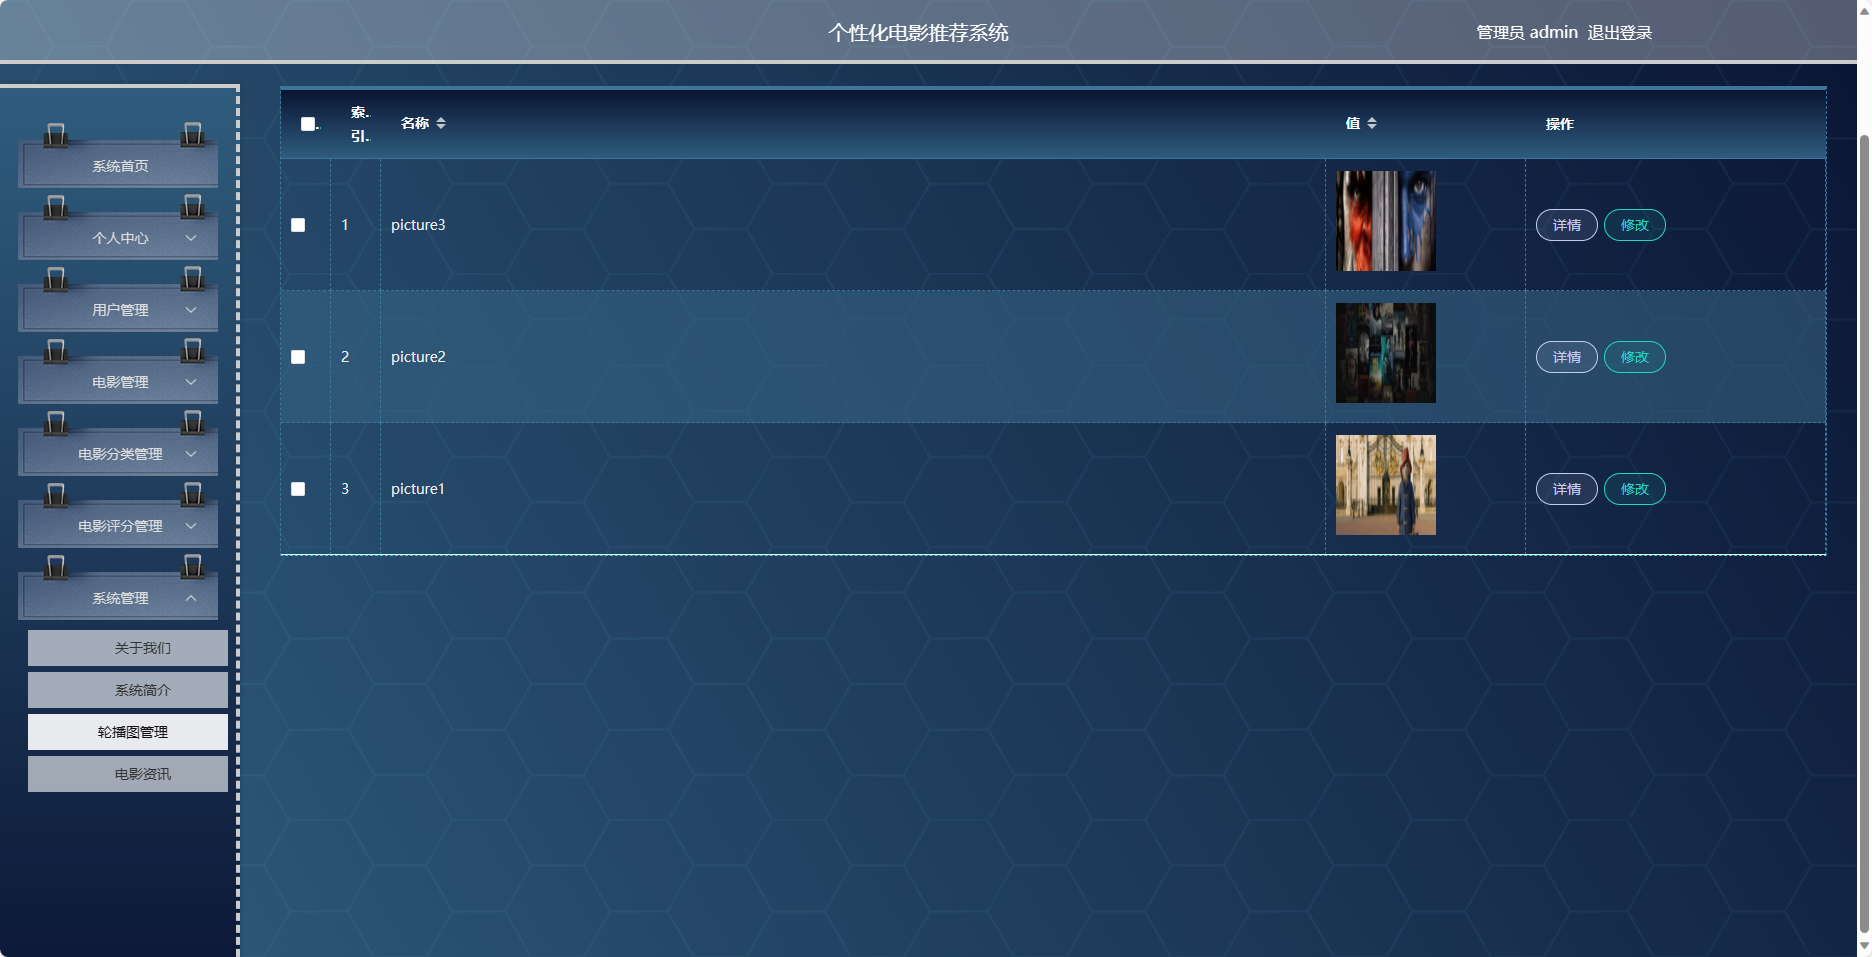 个性化电影推荐系统
管理员 admin 退出登录
系统首页
个人中心
用户管理
电影管理
电影分类管理
电影评分管理
系统管理
关于我们
系统简介
轮播图管理
电影资讯
索..
引..
名称
值
操作
1 picture3 详情 修改
2 picture2 详情 修改
3 picture1 详情 修改